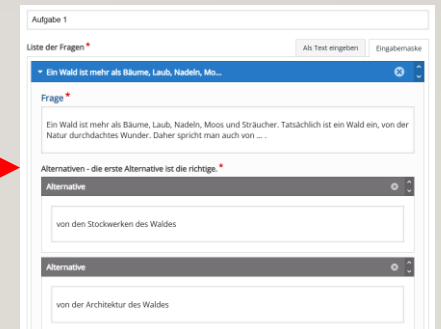 Aufgabe 1
Liste der Fragen *
Als Text eingeben
Eingabemaske
Ein Wald ist mehr als Bäume, Laub, Nadeln, Mo...
Frage *
Ein Wald ist mehr als Bäume, Laub, Nadeln, Moos und Sträucher. Tatsächlich ist ein Wald ein, von der
Natur durchdachtes Wunder. Daher spricht man auch von ... .
Alternativen - die erste Alternative ist die richtige. *
Alternative
von den Stockwerken des Waldes
Alternative
von der Architektur des Waldes